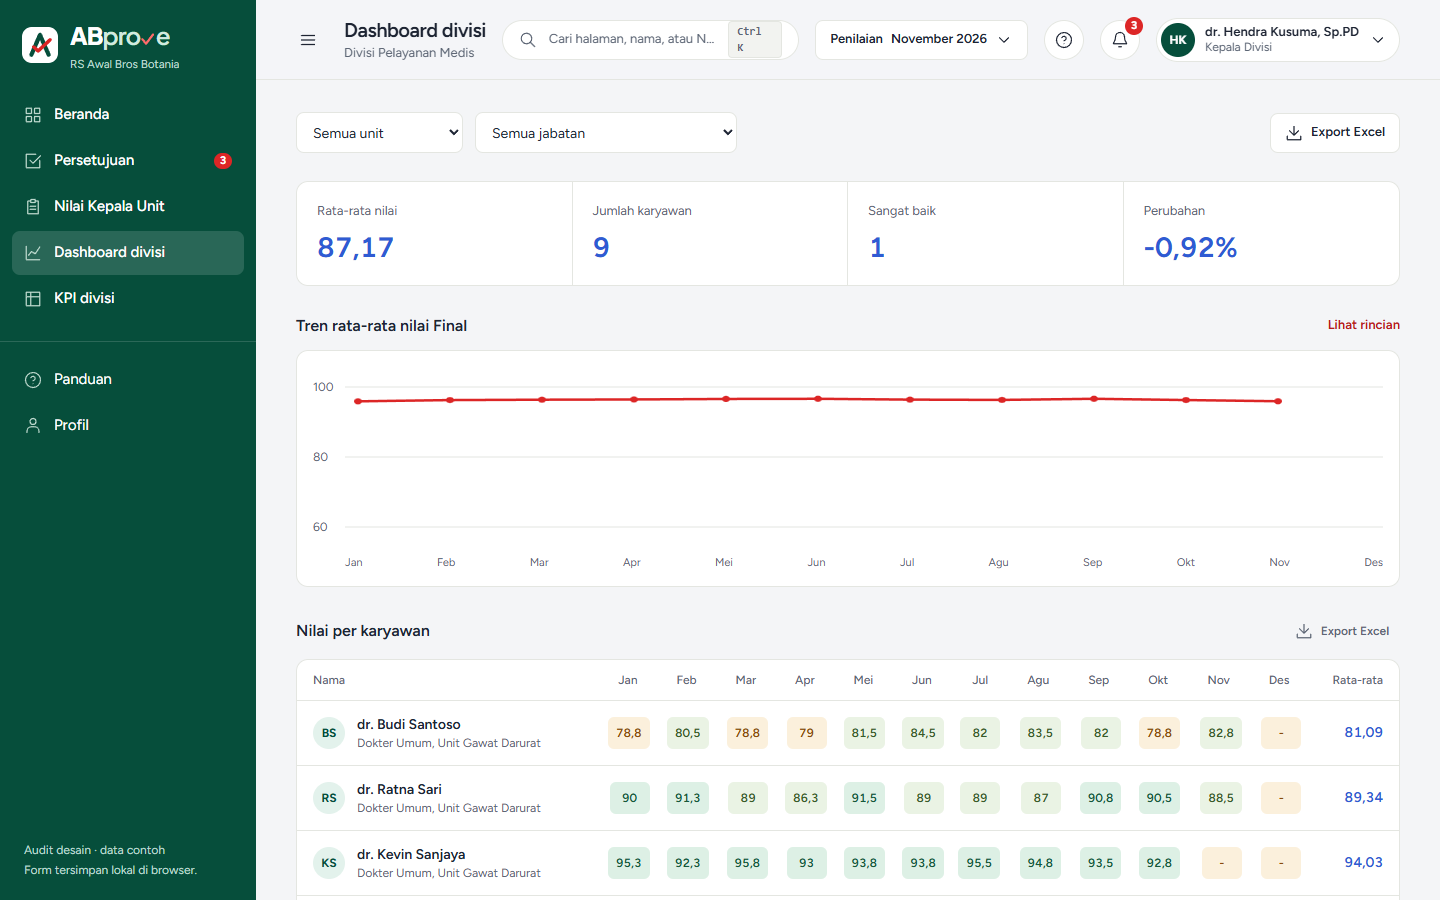 ABprove
RS Awal Bros Botania
Beranda
Persetujuan 3
Nilai Kepala Unit
Dashboard divisi
KPI divisi
Panduan
Profil
Audit desain · data contoh
Form tersimpan lokal di browser.
Dashboard divisi
Divisi Pelayanan Medis
Cari halaman, nama, atau N...
Ctrl
K
Penilaian November 2026
3
HK
dr. Hendra Kusuma, Sp.PD
Kepala Divisi
Semua unit
Semua jabatan
Export Excel
Rata-rata nilai
87,17
Jumlah karyawan
9
Sangat baik
1
Perubahan
-0,92%
Tren rata-rata nilai Final
Lihat rincian
100
80
60
Jan Feb Mar Apr Mei Jun Jul Agu Sep Okt Nov Des
Nilai per karyawan
Export Excel
Nama Jan Feb Mar Apr Mei Jun Jul Agu Sep Okt Nov Des Rata-rata
BS dr. Budi Santoso 78,8 80,5 78,8 79 81,5 84,5 82 83,5 82 78,8 82,8 - 81,09
Dokter Umum, Unit Gawat Darurat
RS dr. Ratna Sari 90 91,3 89 86,3 91,5 89 89 87 90,8 90,5 88,5 - 89,34
Dokter Umum, Unit Gawat Darurat
KS dr. Kevin Sanjaya 95,3 92,3 95,8 93 93,8 93,8 95,5 94,8 93,5 92,8 - - 94,03
Dokter Umum, Unit Gawat Darurat